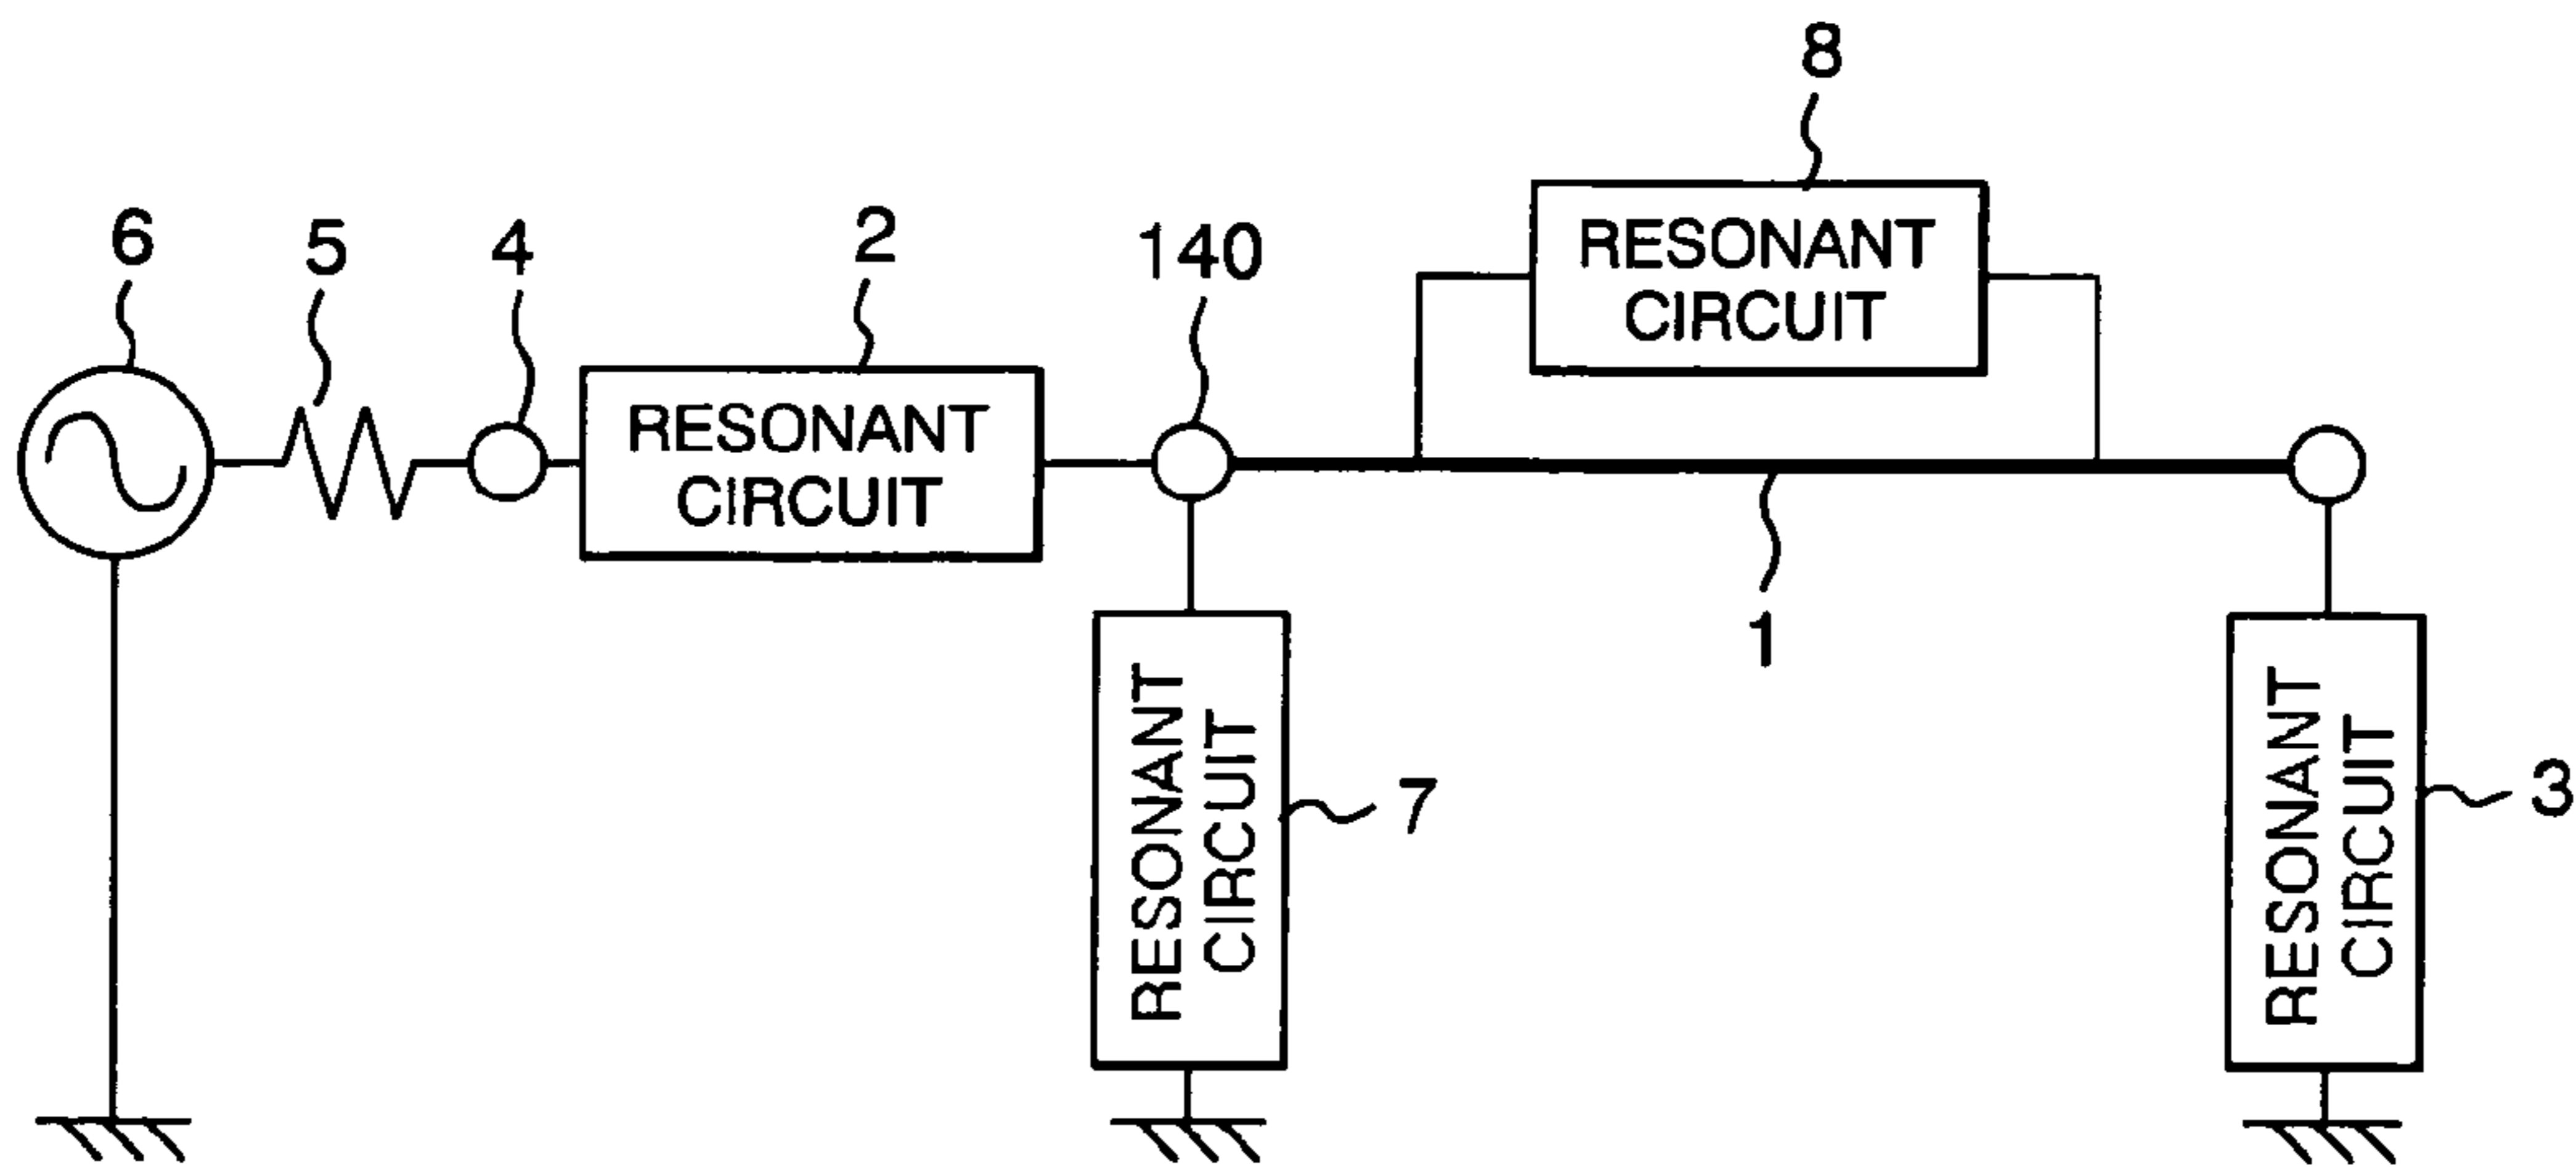 8
6
5
4
2
140
RESONANT
CIRCUIT
RESONANT
CIRCUIT
1
RESONANT
CIRCUIT
7
RESONANT
CIRCUIT
3